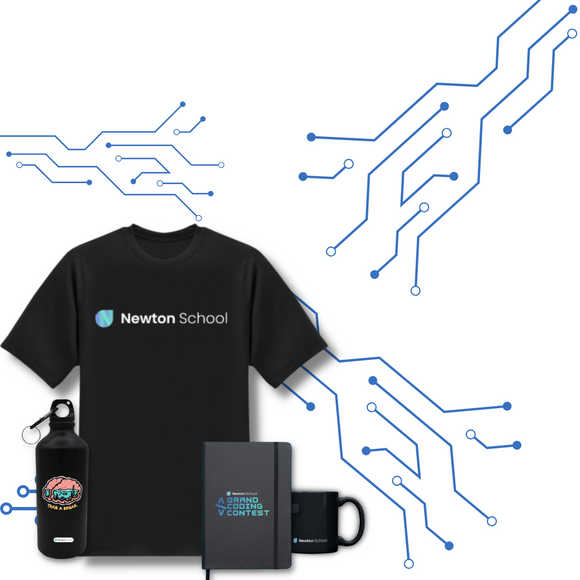 Newton School
TAKE A BREAK
Newton School
GRAND
CODING
CONTEST
Newton School